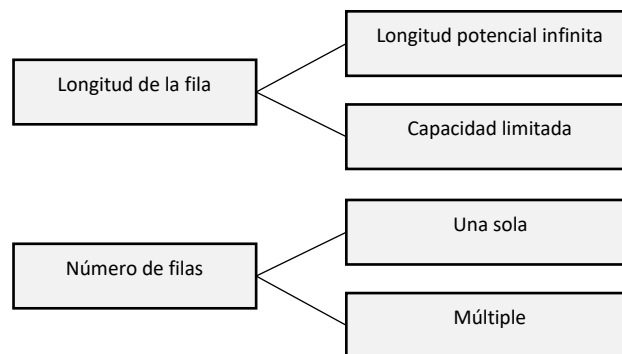 Longitud de la fila
Longitud potencial infinita
Capacidad limitada
Número de filas
Una sola
Múltiple